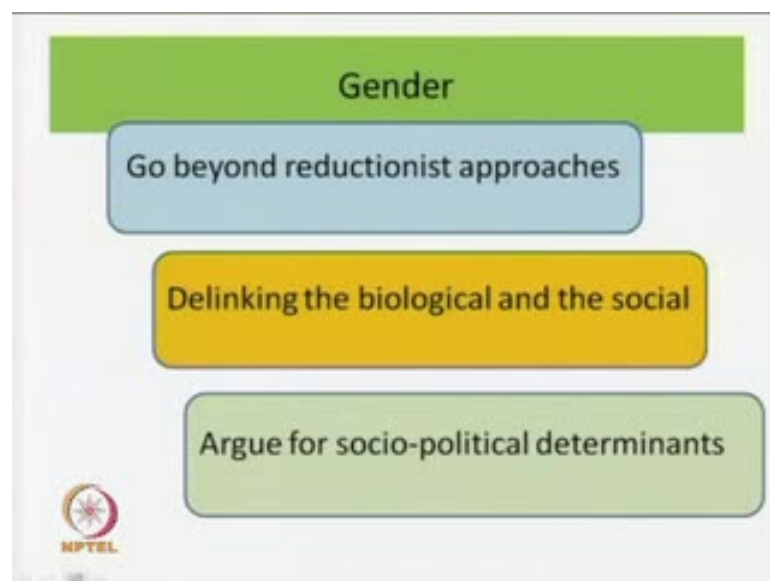 Gender
Go beyond reductionist approaches
Delinking the biological and the social
Argue for socio-political determinants
NPTEL